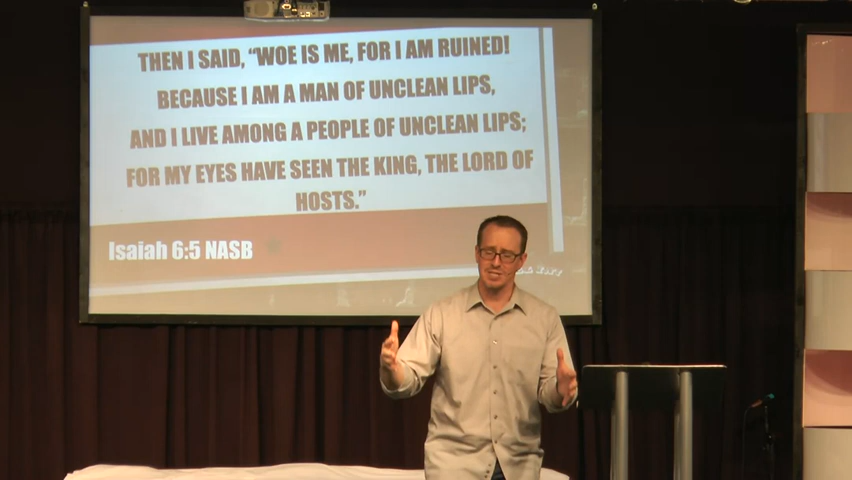 THEN I SAID, "WOE IS ME, FOR I AM RUINED!
BECAUSE I AM A MAN OF UNCLEAN LIPS,
AND I LIVE AMONG A PEOPLE OF UNCLEAN LIPS;
FOR MY EYES HAVE SEEN THE KING, THE LORD OF
HOSTS."
Isaiah 6:5 NASB